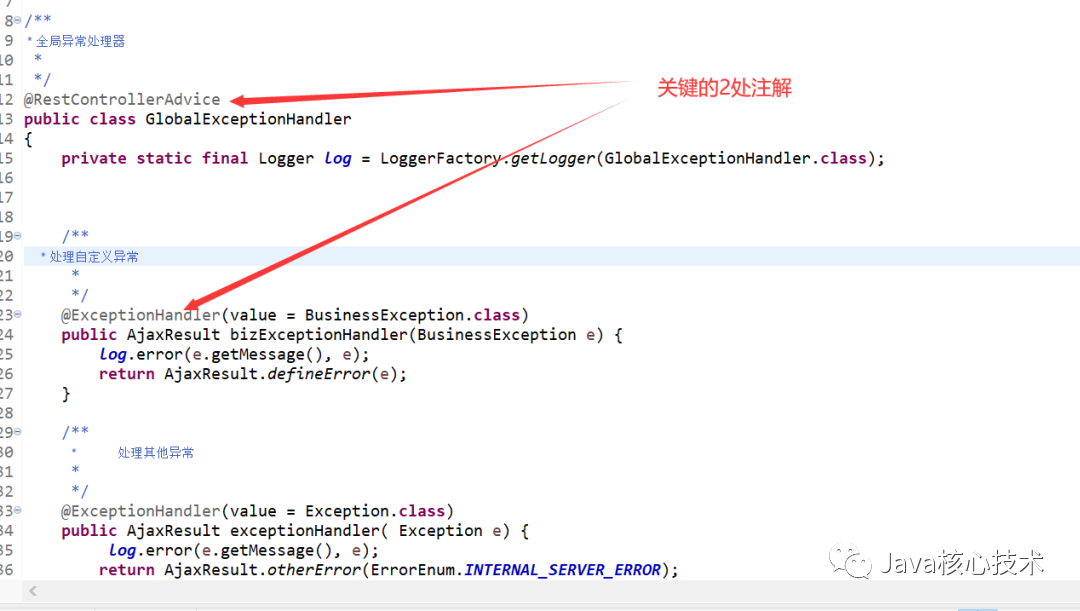 8 /**
9 * 全局异常处理器
10 *
11 */
12 @RestControllerAdvice
关键的2处注解
13 public class GlobalExceptionHandler
14 {
15 private static final Logger log = LoggerFactory.getLogger(GlobalExceptionHandler.class);
16
17
18
19 /**
20 * 处理自定义异常
21 *
22 */
23 @ExceptionHandler(value = BusinessException.class)
24 public AjaxResult bizExceptionHandler(BusinessException e) {
25 log.error(e.getMessage(), e);
26 return AjaxResult.defineError(e);
27 }
28
29 /**
30 * 处理其他异常
31 *
32 */
33 @ExceptionHandler(value = Exception.class)
34 public AjaxResult exceptionHandler( Exception e) {
35 log.error(e.getMessage(), e);
36 return AjaxResult.otherError(ErrorEnum.INTERNAL_SERVER_ERROR);
Java核心技术